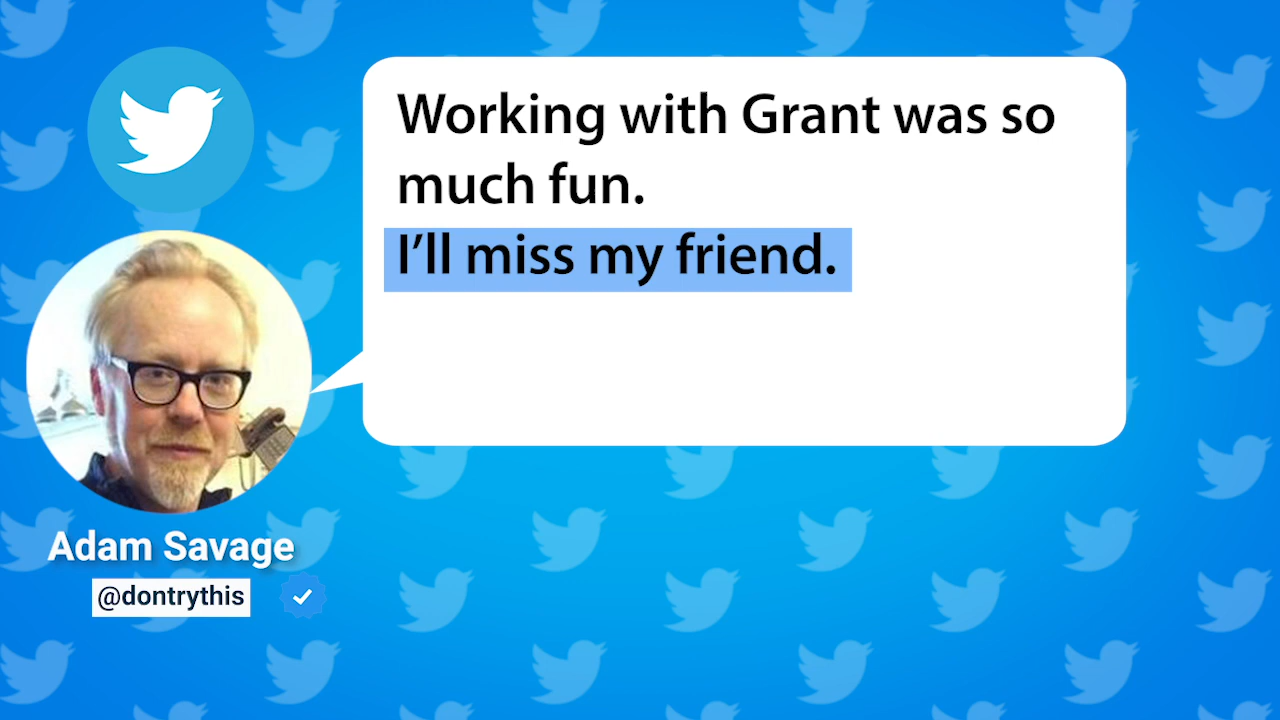 Working with Grant was so
much fun.
I’ll miss my friend.
Adam Savage
@dontrythis